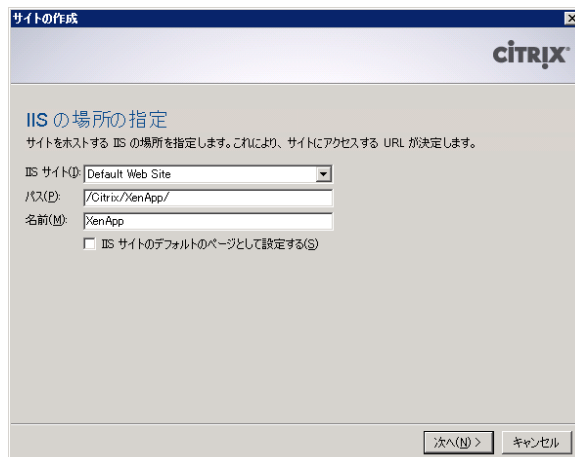 サイトの作成
CİTRIX
IIS の場所の指定
サイトをホストする IIS の場所を指定します。これにより、サイトにアクセスする URL が決定します。
IIS サイト(I): Default Web Site
パス(P): /Citrix/XenApp/
名前(M): XenApp
IIS サイトのデフォルトのページとして設定する(S)
次へ(N) > キャンセル